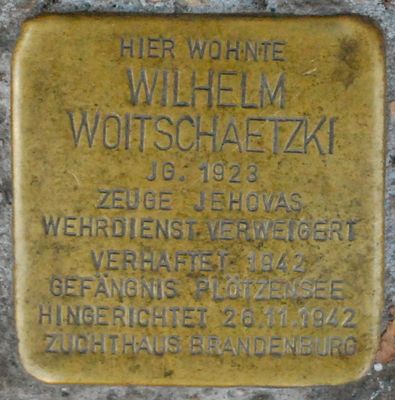 HIER WOHNTE
WILHELM
WOITSCHAETZKI
JG. 1923
ZEUGE JEHOVAS
WEHRDIENST VERWEIGERT
VERHAFTET 1942
GEFÄNGNIS PLÖTZENSEE
HINGERICHTET 26.11.1942
ZUCHTHAUS BRANDENBURG